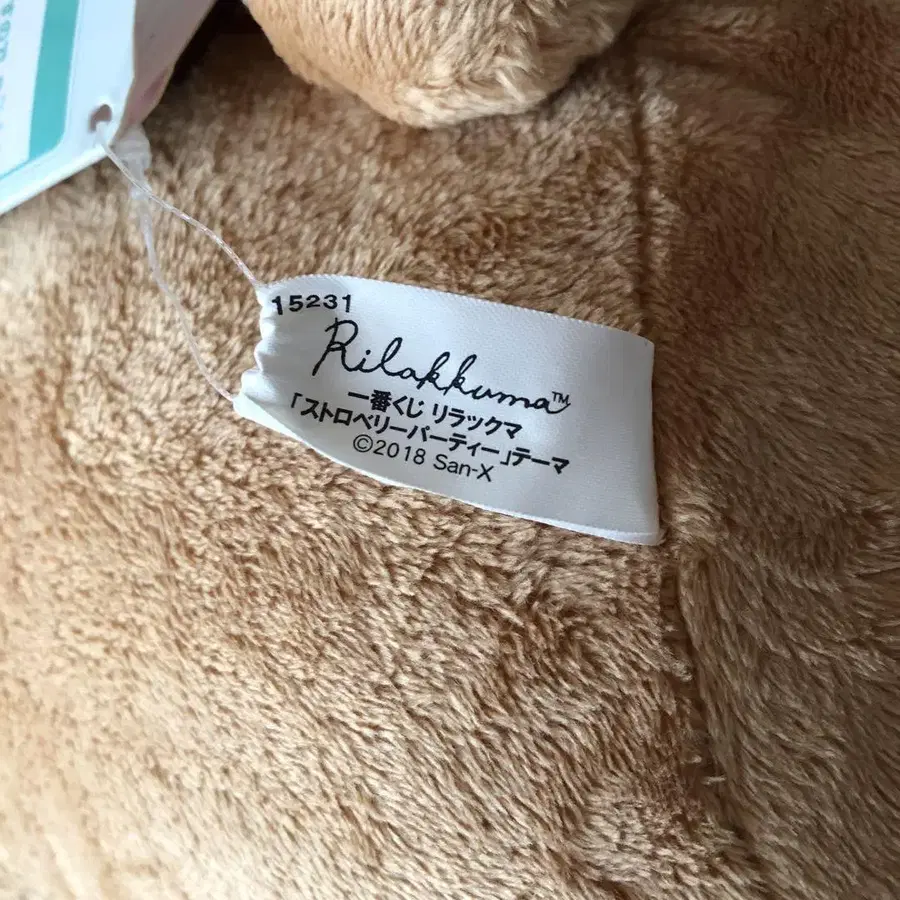 15231
Rilakkuma™
一番くじ リラックマ
「ストロベリーパーティー」テーマ
©2018 San-X